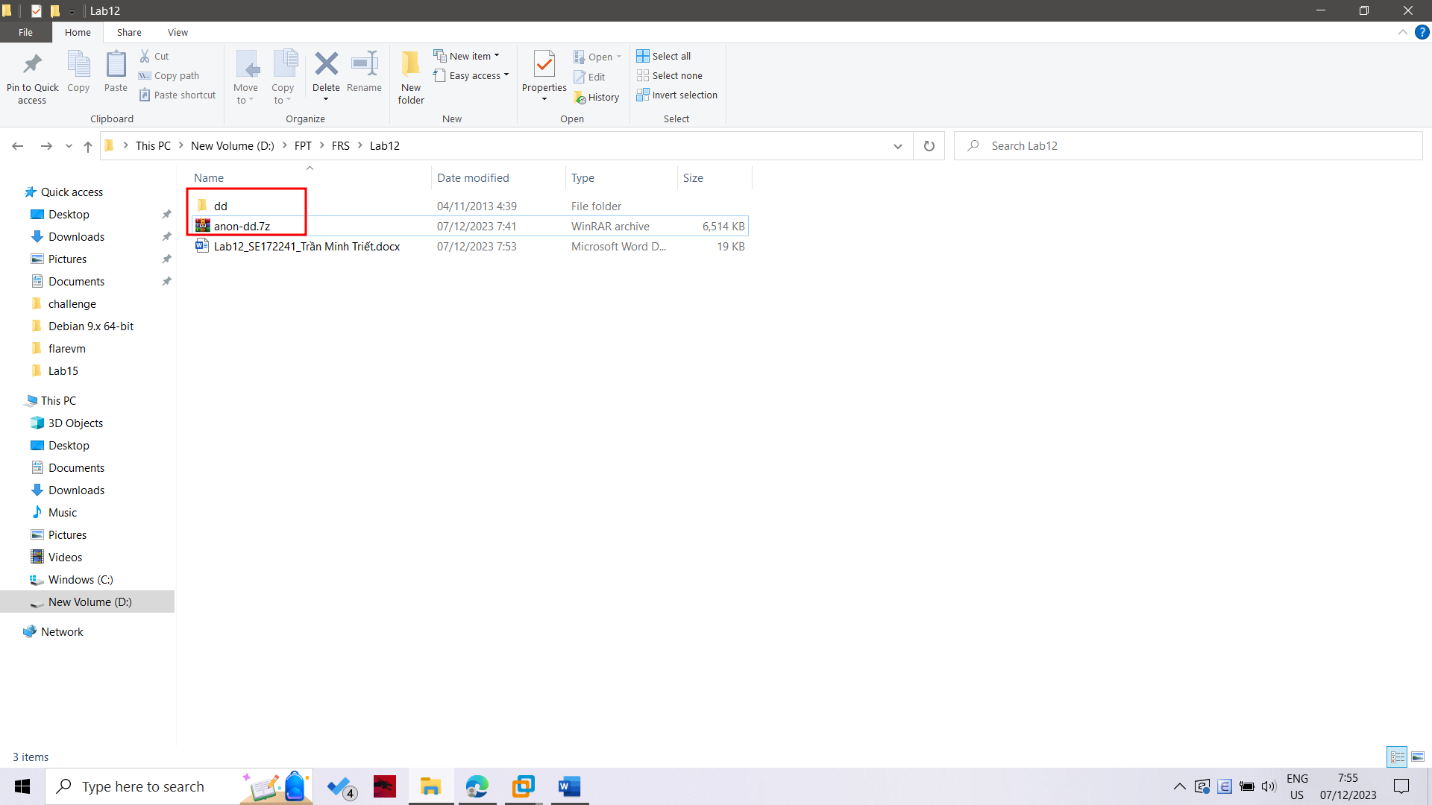 Lab12
File Home Share View
Pin to Quick access
Copy
Paste
Cut
Copy path
Paste shortcut
Clipboard
Move to
Copy to
Delete
Rename
Organize
New folder
New item
Easy access
New
Properties
Open
Edit
History
Open
Select all
Select none
Invert selection
Select
This PC New Volume (D:) FPT FRS Lab12
Search Lab12
Name Date modified Type Size
dd 04/11/2013 4:39 File folder
anon-dd.7z 07/12/2023 7:41 WinRAR archive 6,514 KB
Lab12_SE172241_Trần Minh Triết.docx 07/12/2023 7:53 Microsoft Word D... 19 KB
Quick access
Desktop
Downloads
Pictures
Documents
challenge
Debian 9.x 64-bit
flarevm
Lab15
This PC
3D Objects
Desktop
Documents
Downloads
Music
Pictures
Videos
Windows (C:)
New Volume (D:)
Network
3 items
Type here to search
4
ENG
US
7:55
07/12/2023